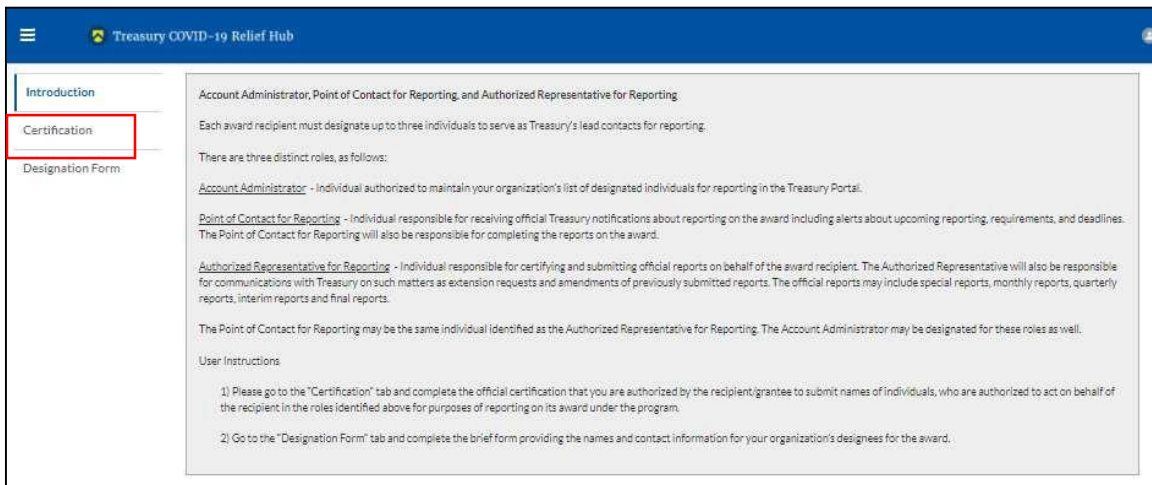 Treasury COVID-19 Relief Hub
Introduction
Certification
Designation Form
Account Administrator, Point of Contact for Reporting, and Authorized Representative for Reporting
Each award recipient must designate up to three individuals to serve as Treasury's lead contacts for reporting.
There are three distinct roles, as follows:
Account Administrator - Individual authorized to maintain your organization's list of designated individuals for reporting in the Treasury Portal.
Point of Contact for Reporting - Individual responsible for receiving official Treasury notifications about reporting on the award including alerts about upcoming reporting, requirements, and deadlines.
The Point of Contact for Reporting will also be responsible for completing the reports on the award.
Authorized Representative for Reporting - Individual responsible for certifying and submitting official reports on behalf of the award recipient. The Authorized Representative will also be responsible
for communications with Treasury on such matters as extension requests and amendments of previously submitted reports. The official reports may include special reports, monthly reports, quarterly
reports, interim reports and final reports.
The Point of Contact for Reporting may be the same individual identified as the Authorized Representative for Reporting. The Account Administrator may be designated for these roles as well.
User Instructions
1) Please go to the "Certification" tab and complete the official certification that you are authorized by the recipient/grantee to submit names of individuals, who are authorized to act on behalf of
the recipient in the roles identified above for purposes of reporting on its award under the program.
2) Go to the "Designation Form" tab and complete the brief form providing the names and contact information for your organization's designees for the award.